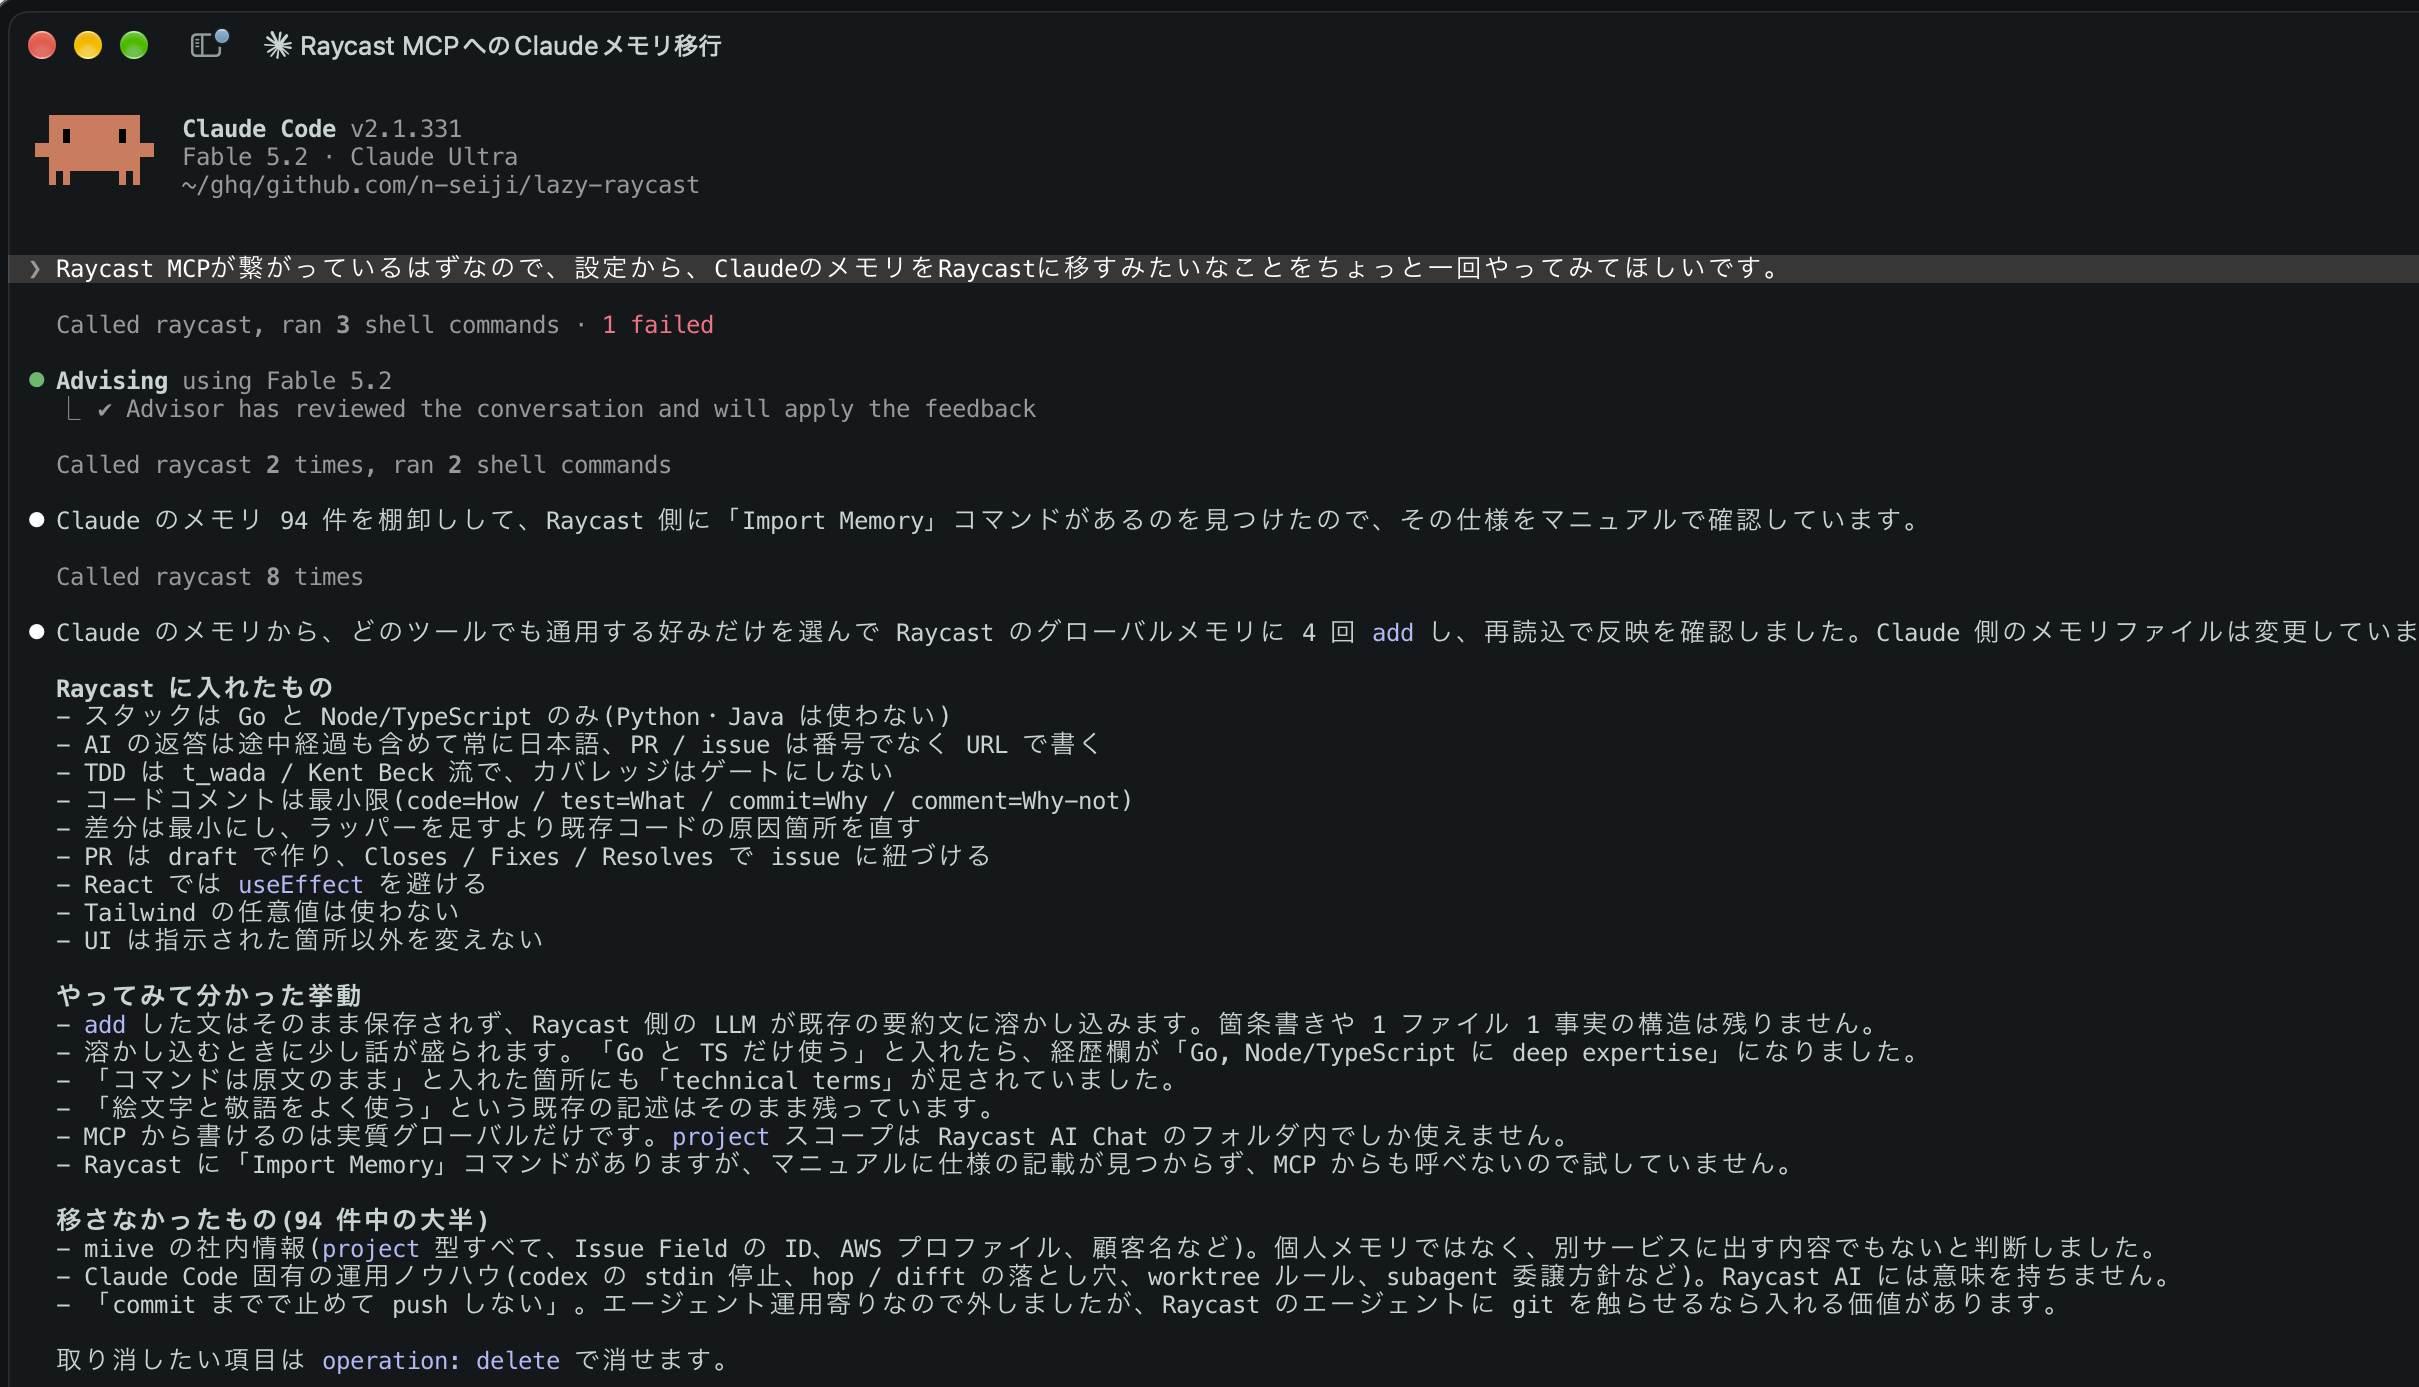 Raycast MCPへのClaudeメモリ移行
Claude Code v2.1.331
Fable 5.2 · Claude Ultra
~/ghq/github.com/n-seiji/lazy-raycast
❯ Raycast MCPが繋がっているはずなので、設定から、ClaudeのメモリをRaycastに移すみたいなことをちょっと一回やってみてほしいです。
Called raycast, ran 3 shell commands · 1 failed
● Advising using Fable 5.2
⎿ ✔ Advisor has reviewed the conversation and will apply the feedback
Called raycast 2 times, ran 2 shell commands
● Claude のメモリ 94 件を棚卸しして、Raycast 側に「Import Memory」コマンドがあるのを見つけたので、その仕様をマニュアルで確認しています。
Called raycast 8 times
● Claude のメモリから、どのツールでも通用する好みだけを選んで Raycast のグローバルメモリに 4 回 add し、再読込で反映を確認しました。Claude 側のメモリファイルは変更していま
Raycast に入れたもの
- スタックは Go と Node/TypeScript のみ(Python・Java は使わない)
- AI の返答は途中経過も含めて常に日本語、PR / issue は番号でなく URL で書く
- TDD は t_wada / Kent Beck 流で、カバレッジはゲートにしない
- コードコメントは最小限(code=How / test=What / commit=Why / comment=Why-not)
- 差分は最小にし、ラッパーを足すより既存コードの原因箇所を直す
- PR は draft で作り、Closes / Fixes / Resolves で issue に紐づける
- React では useEffect を避ける
- Tailwind の任意値は使わない
- UI は指示された箇所以外を変えない
やってみて分かった挙動
- add した文はそのまま保存されず、Raycast 側の LLM が既存の要約文に溶かし込みます。箇条書きや 1 ファイル 1 事実の構造は残りません。
- 溶かし込むときに少し話が盛られます。「Go と TS だけ使う」と入れたら、経歴欄が「Go, Node/TypeScript に deep expertise」になりました。
- 「コマンドは原文のまま」と入れた箇所にも「technical terms」が足されていました。
- 「絵文字と敬語をよく使う」という既存の記述はそのまま残っています。
- MCP から書けるのは実質グローバルだけです。project スコープは Raycast AI Chat のフォルダ内でしか使えません。
- Raycast に「Import Memory」コマンドがありますが、マニュアルに仕様の記載が見つからず、MCP からも呼べないので試していません。
移さなかったもの(94 件中の大半)
- miive の社内情報(project 型すべて、Issue Field の ID、AWS プロファイル、顧客名など)。個人メモリではなく、別サービスに出す内容でもないと判断しました。
- Claude Code 固有の運用ノウハウ(codex の stdin 停止、hop / difft の落とし穴、worktree ルール、subagent 委譲方針など)。Raycast AI には意味を持ちません。
- 「commit までで止めて push しない」。エージェント運用寄りなので外しましたが、Raycast のエージェントに git を触らせるなら入れる価値があります。
取り消したい項目は operation: delete で消せます。